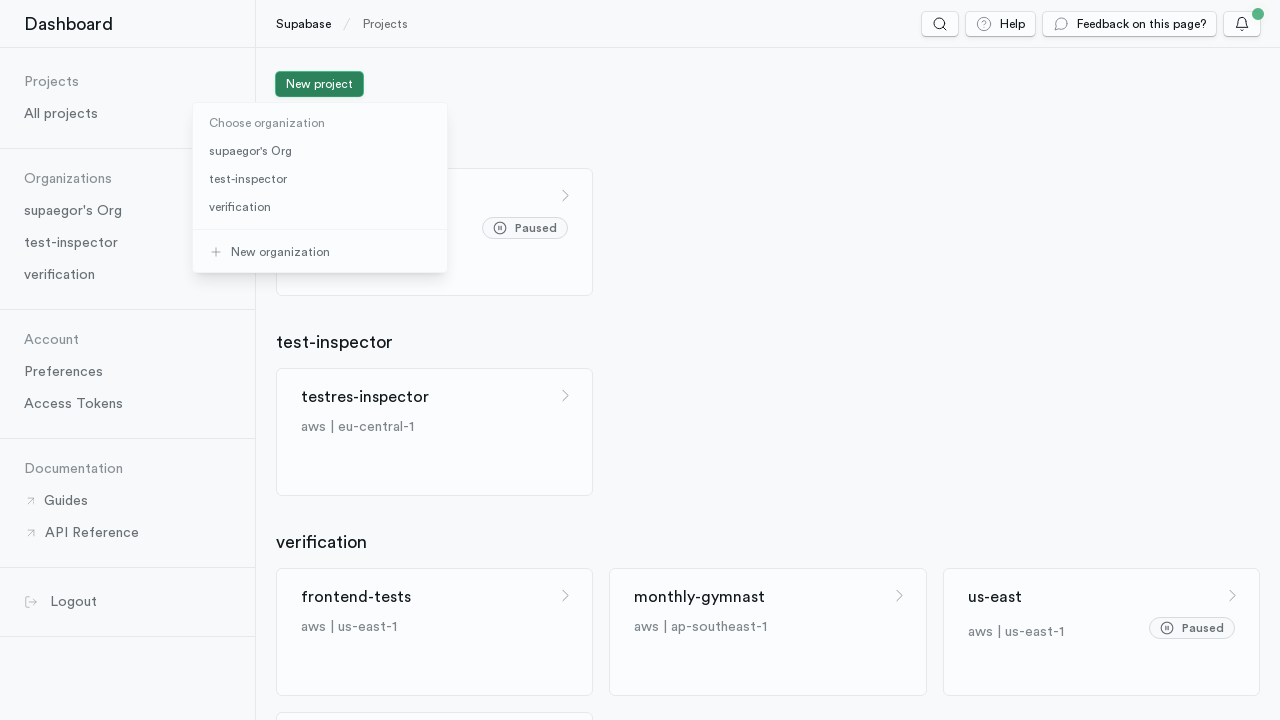 Dashboard
Supabase / Projects
Help
Feedback on this page?
Projects
All projects
Organizations
supaegor's Org
test-inspector
verification
Account
Preferences
Access Tokens
Documentation
Guides
API Reference
Logout
New project
Choose organization
supaegor's Org
test-inspector
verification
New organization
Paused
test-inspector
testres-inspector
aws | eu-central-1
verification
frontend-tests
aws | us-east-1
monthly-gymnast
aws | ap-southeast-1
us-east
aws | us-east-1
Paused